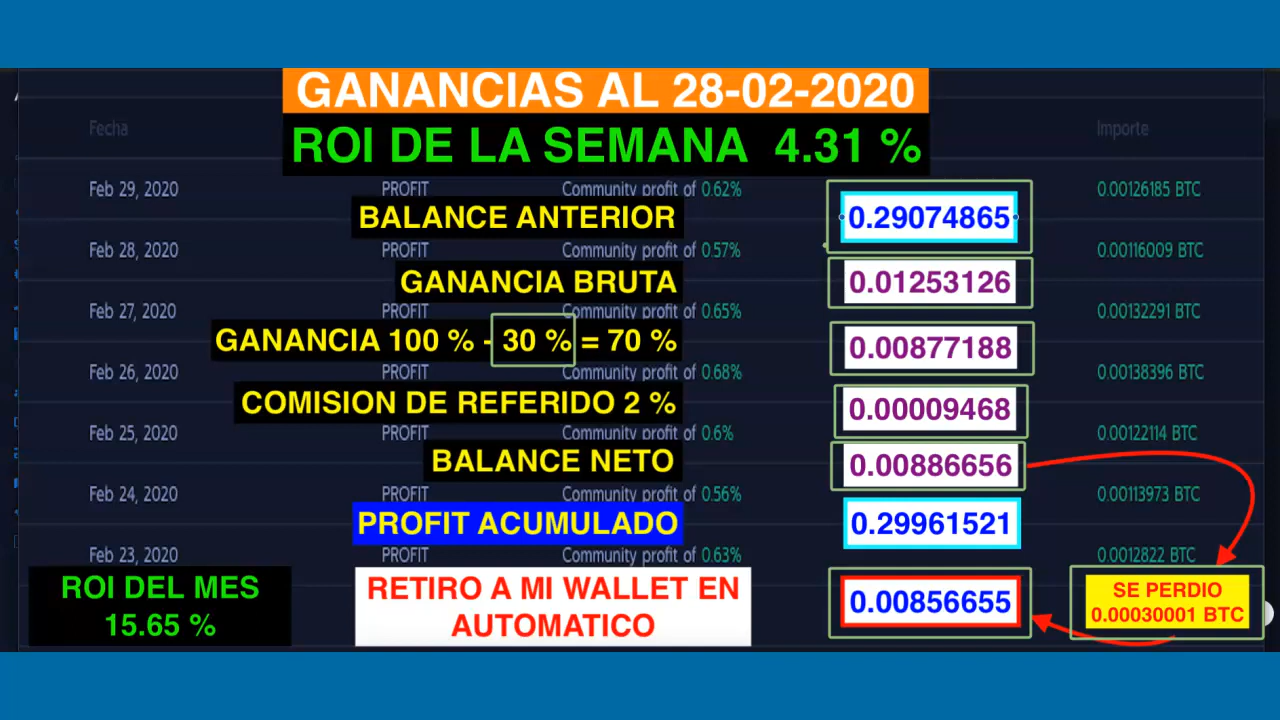 GANANCIAS AL 28-02-2020
Fecha
Importe
ROI DE LA SEMANA 4.31 %
Feb 29, 2020 PROFIT Community profit of 0.62% 0.00126185 BTC
BALANCE ANTERIOR 0.29074865
Feb 28, 2020 PROFIT Community profit of 0.57% 0.00116009 BTC
GANANCIA BRUTA 0.01253126
Feb 27, 2020 PROFIT Community profit of 0.65% 0.00132291 BTC
GANANCIA 100 % - 30 % = 70 % 0.00877188
Feb 26, 2020 PROFIT Community profit of 0.68% 0.00138396 BTC
COMISION DE REFERIDO 2 % 0.00009468
Feb 25, 2020 PROFIT Community profit of 0.6% 0.00122114 BTC
BALANCE NETO 0.00886656
Feb 24, 2020 PROFIT Community profit of 0.56% 0.00113973 BTC
PROFIT ACUMULADO 0.29961521
Feb 23, 2020 PROFIT Community profit of 0.63% 0.0012822 BTC
ROI DEL MES
15.65 %
RETIRO A MI WALLET EN
AUTOMATICO
0.00856655
SE PERDIO
0.00030001 BTC